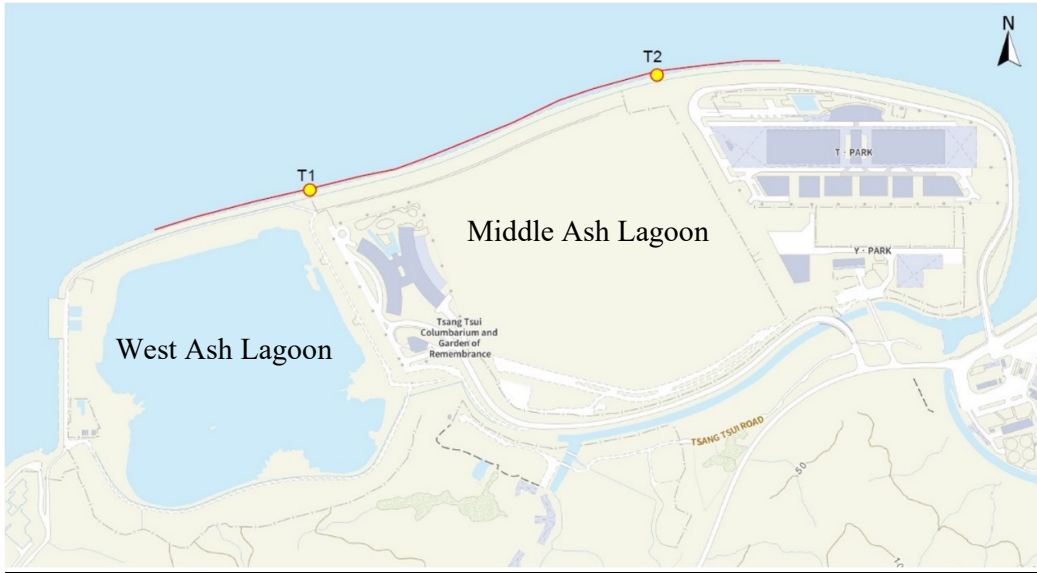 N
T2
T1
T - PARK
Middle Ash Lagoon
Y - PARK
Tsang Tsui
Columbarium and
Garden of
Remembrance
West Ash Lagoon
TSANG TSUI ROAD
50